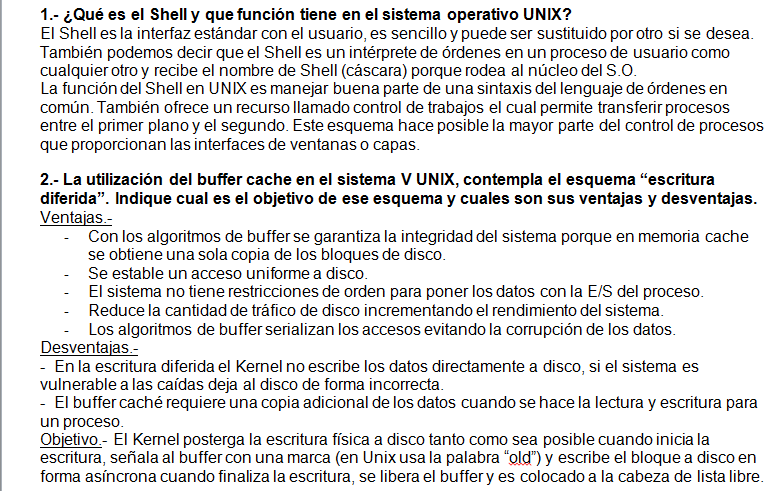 1.- ¿Qué es el Shell y que función tiene en el sistema operativo UNIX?
El Shell es la interfaz estándar con el usuario, es sencillo y puede ser sustituido por otro si se desea.
También podemos decir que el Shell es un intérprete de órdenes en un proceso de usuario como
cualquier otro y recibe el nombre de Shell (cáscara) porque rodea al núcleo del S.O.
La función del Shell en UNIX es manejar buena parte de una sintaxis del lenguaje de órdenes en
común. También ofrece un recurso llamado control de trabajos el cual permite transferir procesos
entre el primer plano y el segundo. Este esquema hace posible la mayor parte del control de procesos
que proporcionan las interfaces de ventanas o capas.
2.- La utilización del buffer cache en el sistema V UNIX, contempla el esquema “escritura
diferida”. Indique cual es el objetivo de ese esquema y cuales son sus ventajas y desventajas.
Ventajas.-
- Con los algoritmos de buffer se garantiza la integridad del sistema porque en memoria cache
se obtiene una sola copia de los bloques de disco.
- Se estable un acceso uniforme a disco.
- El sistema no tiene restricciones de orden para poner los datos con la E/S del proceso.
- Reduce la cantidad de tráfico de disco incrementando el rendimiento del sistema.
- Los algoritmos de buffer serializan los accesos evitando la corrupción de los datos.
Desventajas.-
- En la escritura diferida el Kernel no escribe los datos directamente a disco, si el sistema es
vulnerable a las caídas deja al disco de forma incorrecta.
- El buffer caché requiere una copia adicional de los datos cuando se hace la lectura y escritura para
un proceso.
Objetivo.- El Kernel posterga la escritura física a disco tanto como sea posible cuando inicia la
escritura, señala al buffer con una marca (en Unix usa la palabra “old”) y escribe el bloque a disco en
forma asíncrona cuando finaliza la escritura, se libera el buffer y es colocado a la cabeza de lista libre.